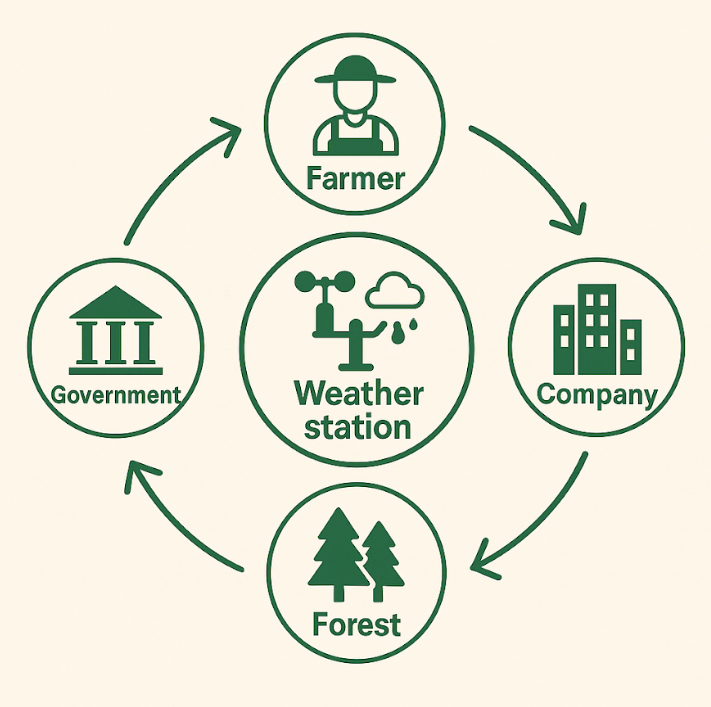 Farmer
Government
Weather
station
Company
Forest